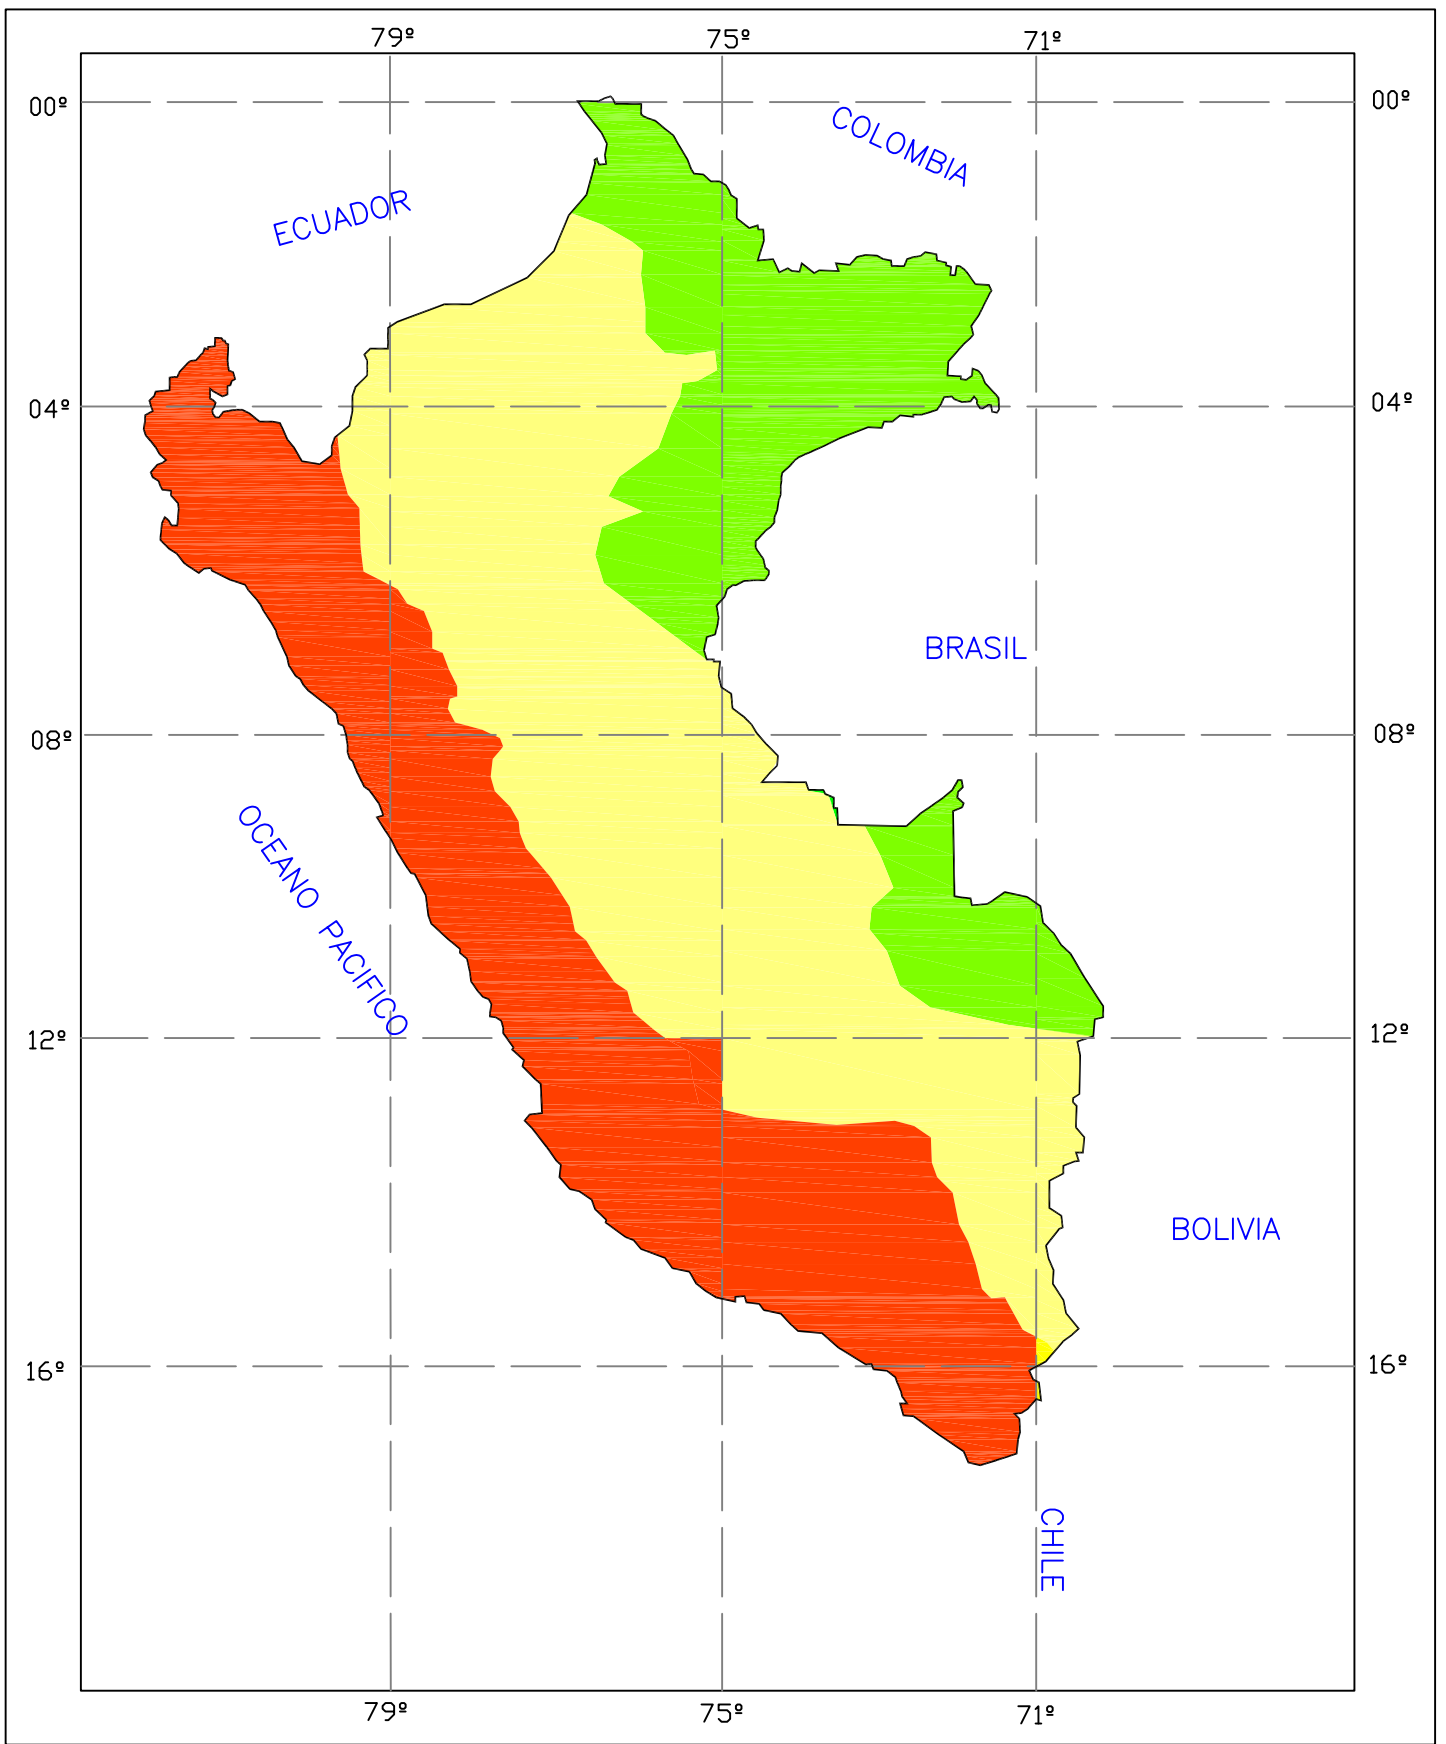 79º 75º 71º
00º 00º
COLOMBIA
ECUADOR
04º 04º
BRASIL
08º 08º
OCEANO PACIFICO
12º 12º
BOLIVIA
16º 16º
CHILE
79º 75º 71º